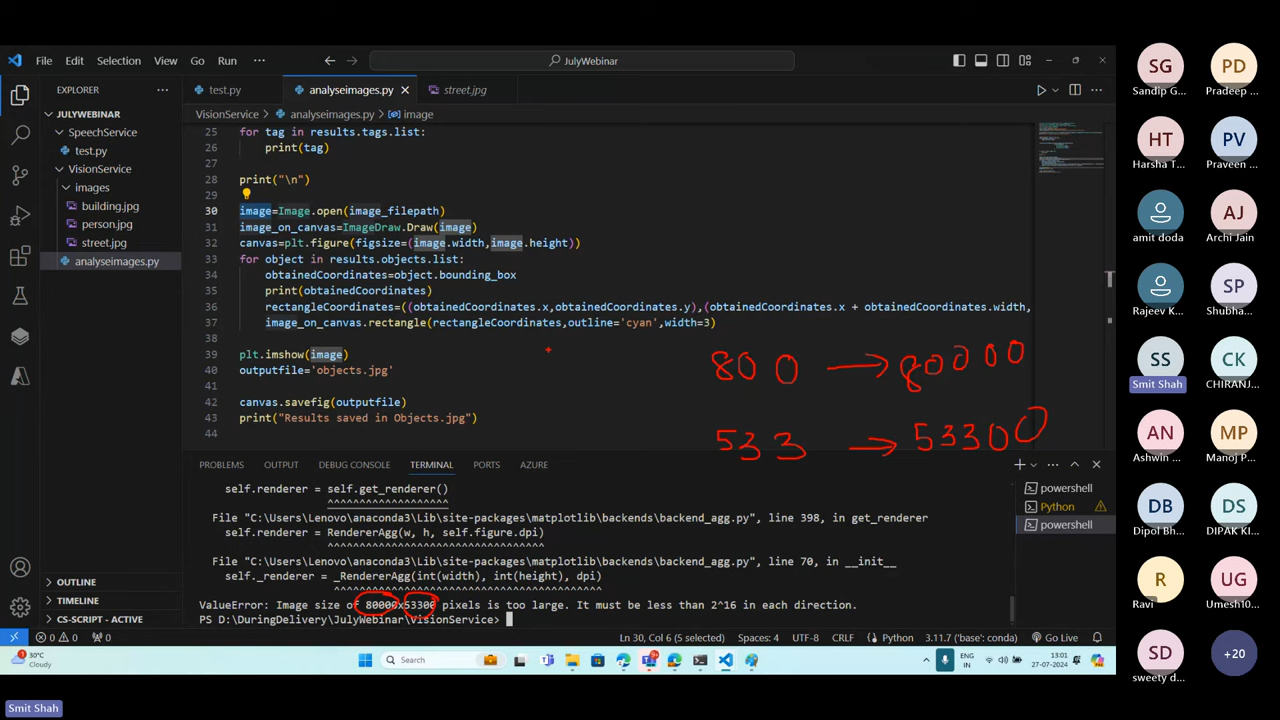 File Edit Selection View Go Run ··· JulyWebinar
EXPLORER ··· test.py analyseimages.py street.jpg
JULYWEBINAR VisionService > analyseimages.py > image
SpeechService
test.py
VisionService
images
building.jpg
person.jpg
street.jpg
analyseimages.py
25 for tag in results.tags.list:
26 print(tag)
27
28 print("\n")
29
30 image=Image.open(image_filepath)
31 image_on_canvas=ImageDraw.Draw(image)
32 canvas=plt.figure(figsize=(image.width,image.height))
33 for object in results.objects.list:
34 obtainedCoordinates=object.bounding_box
35 print(obtainedCoordinates)
36 rectangleCoordinates=((obtainedCoordinates.x,obtainedCoordinates.y),(obtainedCoordinates.x + obtainedCoordinates.width,
37 image_on_canvas.rectangle(rectangleCoordinates,outline='cyan',width=3)
38
39 plt.imshow(image)
40 outputfile='objects.jpg'
41
42 canvas.savefig(outputfile)
43 print("Results saved in Objects.jpg")
44
800 → 80000
533 → 53300
PROBLEMS OUTPUT DEBUG CONSOLE TERMINAL PORTS AZURE
self.renderer = self.get_renderer()
^^^^^^^^^^^^^^^^^^^
File "C:\Users\Lenovo\anaconda3\Lib\site-packages\matplotlib\backends\backend_agg.py", line 398, in get_renderer
self.renderer = RendererAgg(w, h, self.figure.dpi)
^^^^^^^^^^^^^^^^^^^^^^^^^^^^^^^^^^
File "C:\Users\Lenovo\anaconda3\Lib\site-packages\matplotlib\backends\backend_agg.py", line 70, in __init__
self._renderer = _RendererAgg(int(width), int(height), dpi)
^^^^^^^^^^^^^^^^^^^^^^^^^^^^^^^^^^^^^^^^^^
ValueError: Image size of 80000x53300 pixels is too large. It must be less than 2^16 in each direction.
PS D:\DuringDelivery\JulyWebinar\VisionService>
powershell
Python
powershell
OUTLINE
TIMELINE
CS-SCRIPT - ACTIVE
0 0 0 Ln 30, Col 6 (5 selected) Spaces: 4 UTF-8 CRLF Python 3.11.7 ('base': conda) Go Live
30°C
Cloudy
Search
ENG
IN
13:01
27-07-2024
Smit Shah
SG
Sandip G...
PD
Pradeep ...
HT
Harsha T...
PV
Praveen ...
amit doda
AJ
Archi Jain
Rajeev K...
SP
Shubha...
SS
Smit Shah
CK
CHIRANJ...
AN
Ashwin ...
MP
Manoj P...
DB
Dipol Bh...
DS
DIPAK KI...
R
Ravi
UG
Umesh10...
SD
sweety d...
+20